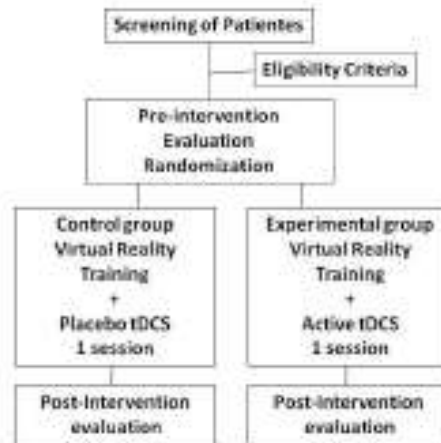 Screening of Patientes
Eligibility Criteria
Pre-intervention
Evaluation
Randomization
Control group
Virtual Reality
Training
+
Placebo tDCS
1 session
Experimental group
Virtual Reality
Training
+
Active tDCS
1 session
Post-Intervention
evaluation
Post-Intervention
evaluation